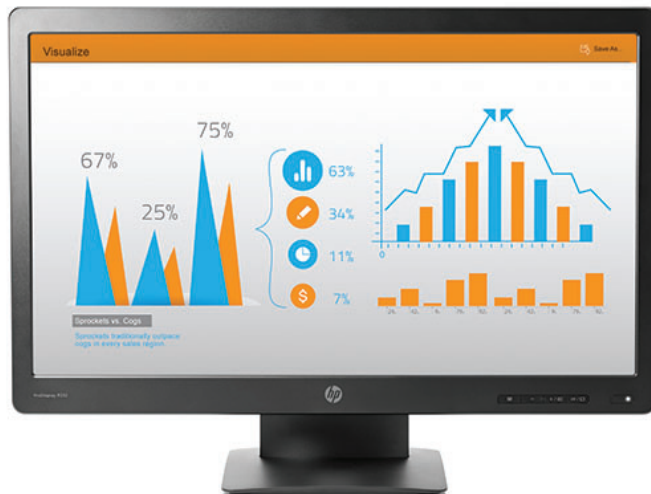 Visualize
Save As..
67%
25%
75%
63%
34%
11%
7%
$
0
Sprockets vs. Cogs
Sprockets traditionally outpace
cogs in every sales region.
hp